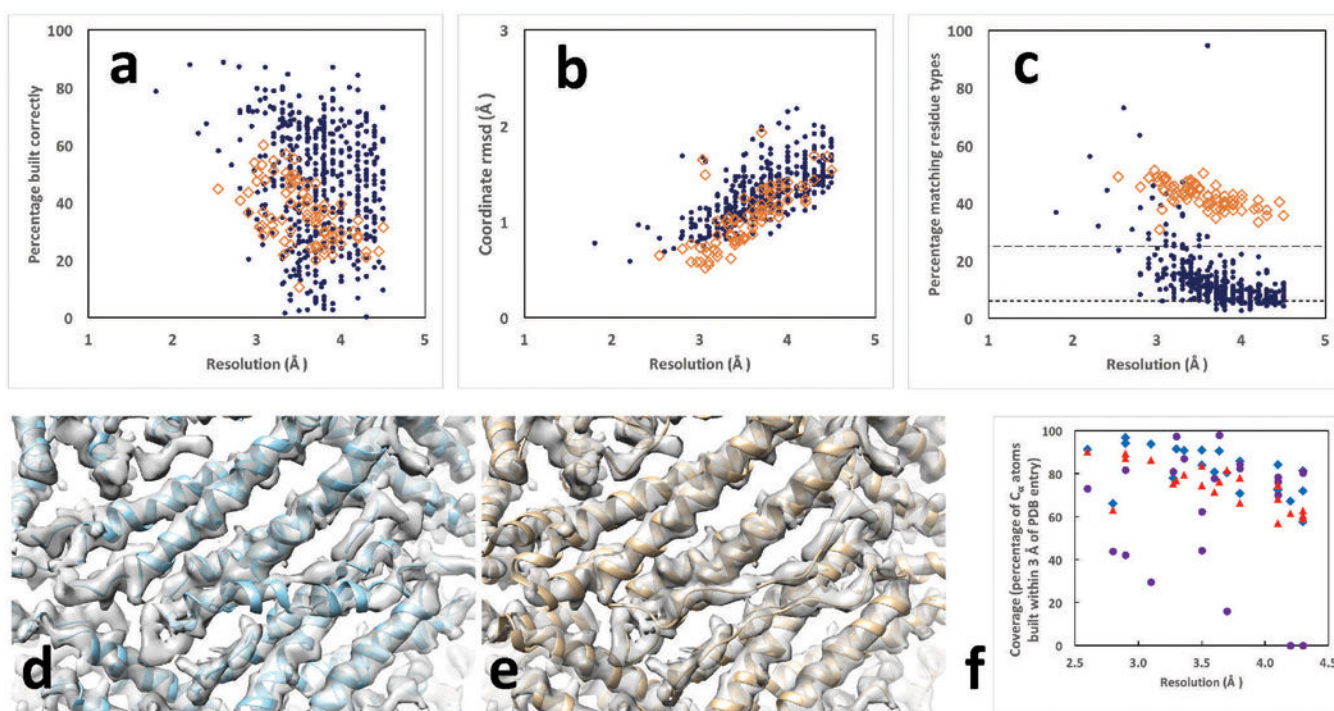 a
Percentage built correctly
100
80
60
40
20
0
1 2 3 4 5
Resolution (Å )
b
Coordinate rmsd (Å )
3
2
1
0
1 2 3 4 5
Resolution (Å )
c
Percentage matching residue types
100
80
60
40
20
0
1 2 3 4 5
Resolution (Å )
d
e
f
Coverage (percentage of Cα atoms
built within 3 Å of PDB entry)
100
80
60
40
20
0
2.5 3.0 3.5 4.0 4.5
Resolution (Å )